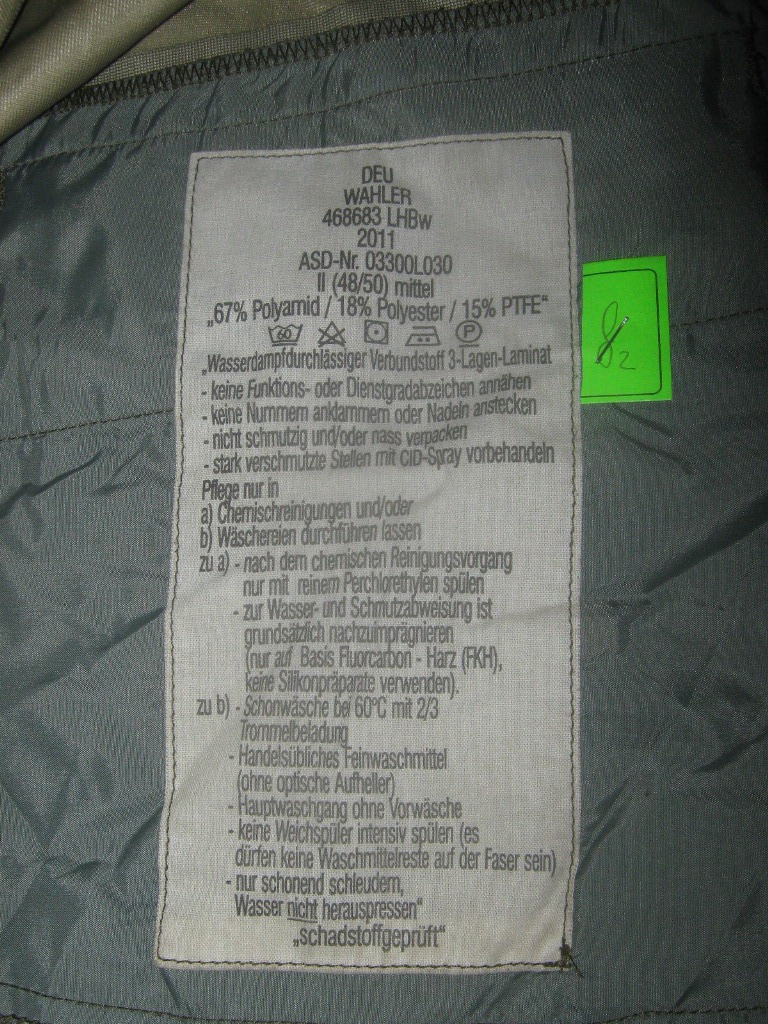 DEU
WAHLER
468683 LHBw
2011
ASD-Nr. 03300L030
II (48/50) mittel
„67% Polyamid / 18% Polyester / 15% PTFE"
60 P
„Wasserdampfdurchlässiger Verbundstoff 3-Lagen-Laminat
- keine Funktions- oder Dienstgradabzeichen annähen
- keine Nummern anklammern oder Nadeln anstecken
- nicht schmutzig und/oder nass verpacken
- stark verschmutzte Stellen mit CID-Spray vorbehandeln
Pflege nur in
a) Chemischreinigungen und/oder
b) Wäschereien durchführen lassen
zu a) - nach dem chemischen Reinigungsvorgang
nur mit reinem Perchlorethylen spülen
- zur Wasser- und Schmutzabweisung ist
grundsätzlich nachzuimprägnieren
(nur auf Basis Fluorcarbon - Harz (FKH),
keine Silikonpräparate verwenden).
zu b) - Schonwäsche bei 60°C mit 2/3
Trommelbeladung
- Handelsübliches Feinwaschmittel
(ohne optische Aufheller)
- Hauptwaschgang ohne Vorwäsche
- keine Weichspüler intensiv spülen (es
dürfen keine Waschmittelreste auf der Faser sein)
- nur schonend schleudern,
Wasser nicht herauspressen"
„schadstoffgeprüft"